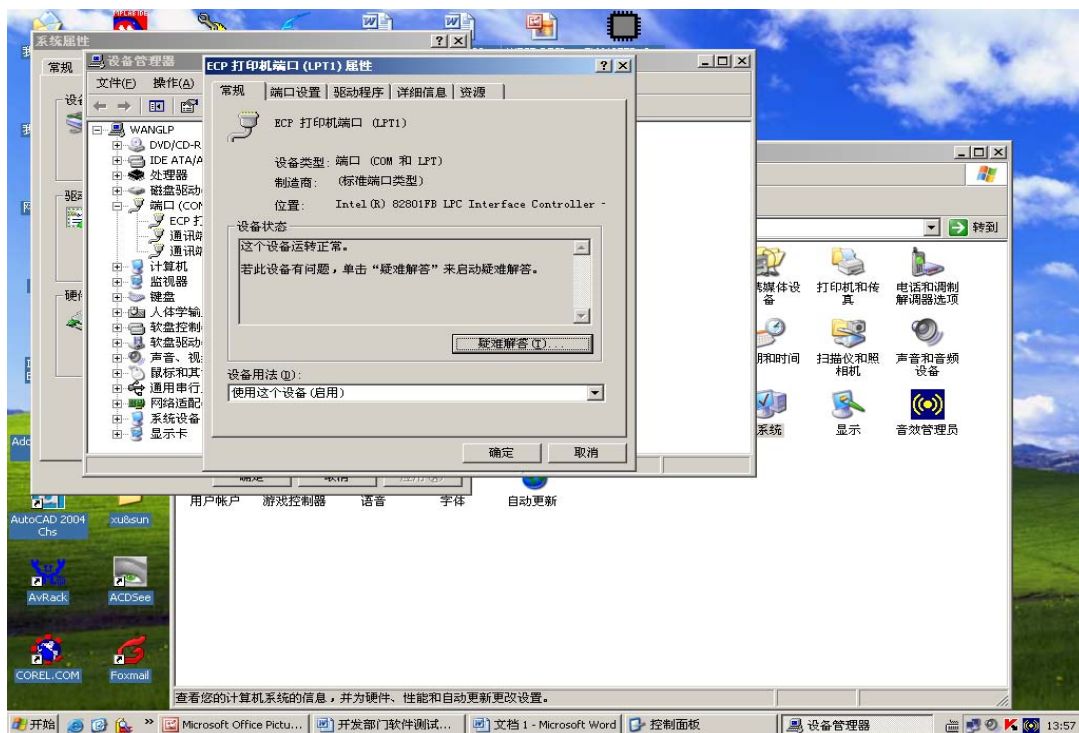 系统属性
常规
设备管理器
文件(F) 操作(A)
WANGLP
DVD/CD-R
IDE ATA/A
处理器
磁盘驱动
端口 (COM
ECP 打
通讯端
通讯端
计算机
监视器
键盘
人体学输
软盘控制
软盘驱动
声音、视
鼠标和其
通用串行
网络适配
系统设备
显示卡
ECP 打印机端口 (LPT1) 属性
常规 端口设置 驱动程序 详细信息 资源
ECP 打印机端口 (LPT1)
设备类型: 端口 (COM 和 LPT)
制造商: (标准端口类型)
位置: Intel(R) 82801FB LPC Interface Controller -
设备状态
这个设备运转正常。
若此设备有问题，单击“疑难解答”来启动疑难解答。
疑难解答(T)...
设备用法(D):
使用这个设备(启用)
确定 取消
转到
打印机和传真
电话和调制解调器选项
扫描仪和照相机
声音和音频设备
系统
显示
音效管理员
用户帐户 游戏控制器 语音 字体 自动更新
AutoCAD 2004 Chs
xu&sun
AvRack
ACDSee
COREL.COM
Foxmail
查看您的计算机系统的信息，并为硬件、性能和自动更新更改设置。
开始 Microsoft Office Pictu... 开发部门软件测试... 文档 1 - Microsoft Word 控制面板 设备管理器 13:57